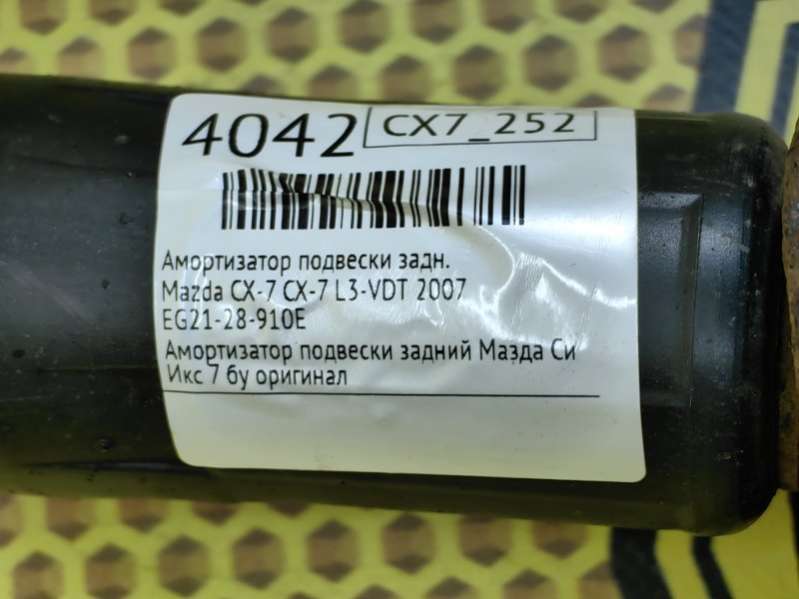 4042 CX7_252
Амортизатор подвески задн.
Mazda CX-7 CX-7 L3-VDT 2007
EG21-28-910E
Амортизатор подвески задний Мазда Си
Икс 7 бу оригинал